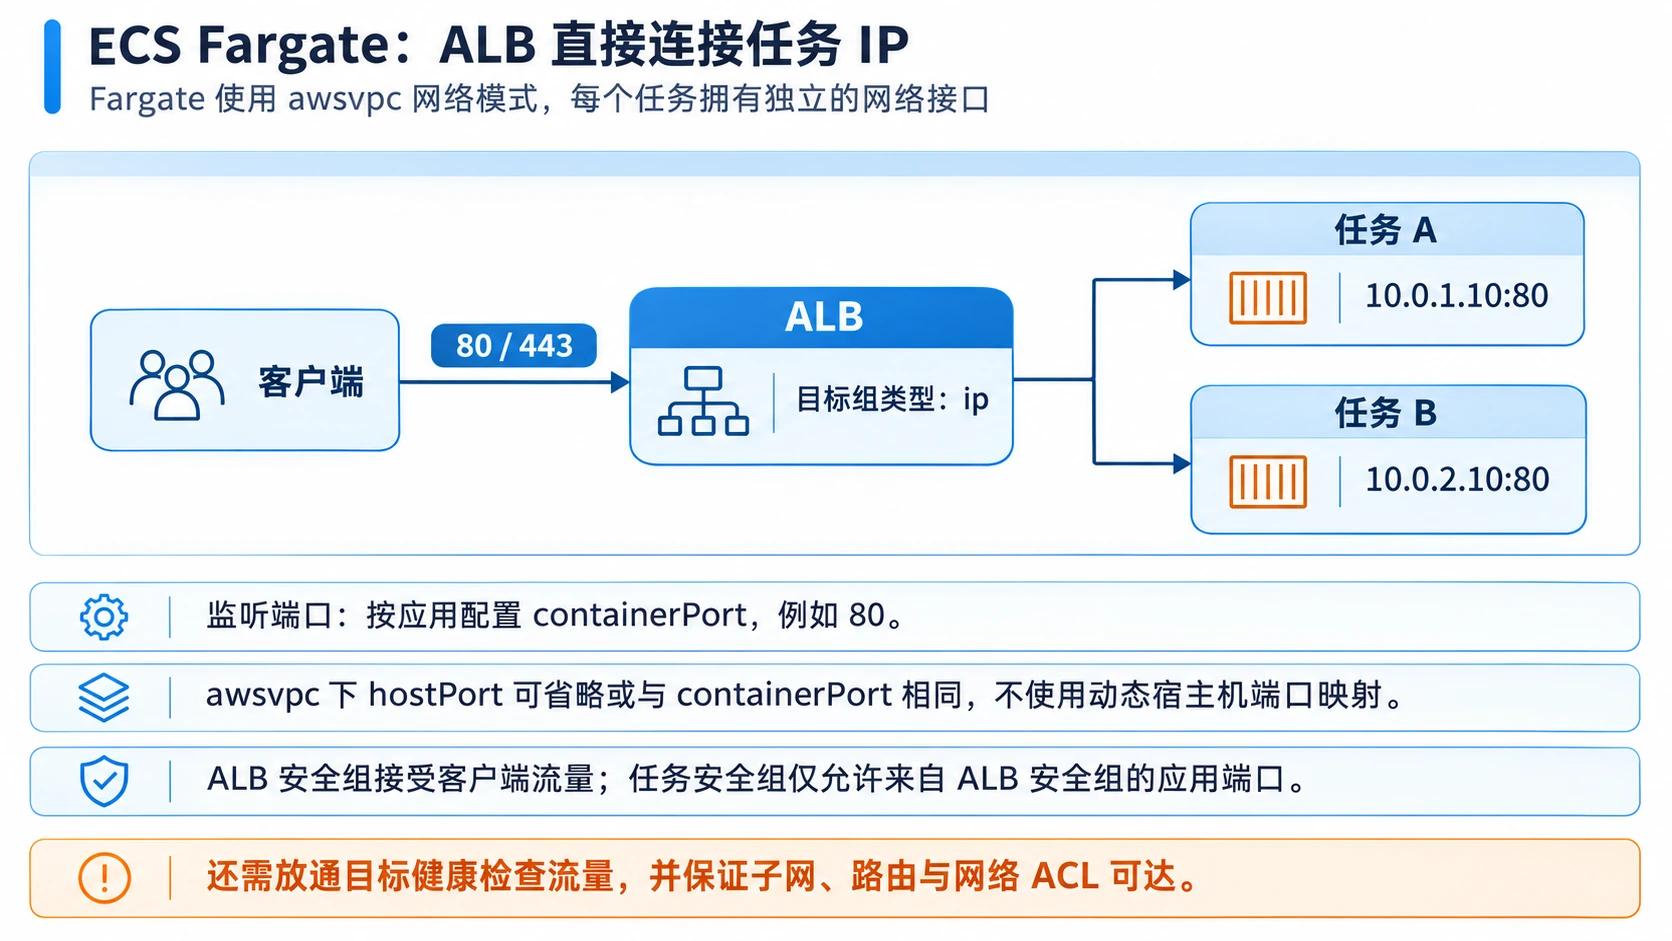 ECS Fargate：ALB 直接连接任务 IP
Fargate 使用 awsvpc 网络模式，每个任务拥有独立的网络接口
客户端
80 / 443
ALB
目标组类型：ip
任务 A
10.0.1.10:80
任务 B
10.0.2.10:80
监听端口：按应用配置 containerPort，例如 80。
awsvpc 下 hostPort 可省略或与 containerPort 相同，不使用动态宿主机端口映射。
ALB 安全组接受客户端流量；任务安全组仅允许来自 ALB 安全组的应用端口。
还需放通目标健康检查流量，并保证子网、路由与网络 ACL 可达。